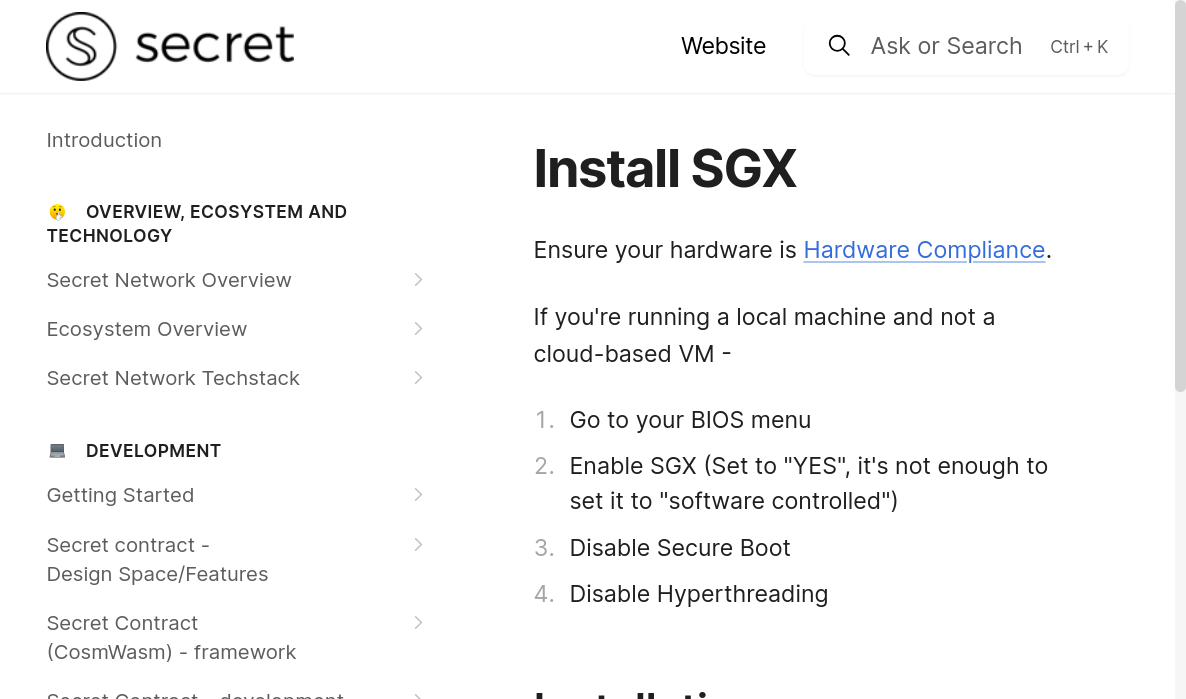 secret
Website
Ask or Search
Ctrl + K
Introduction
OVERVIEW, ECOSYSTEM AND
TECHNOLOGY
Secret Network Overview
Ecosystem Overview
Secret Network Techstack
DEVELOPMENT
Getting Started
Secret contract -
Design Space/Features
Secret Contract
(CosmWasm) - framework
Secret Contract - development
Install SGX
Ensure your hardware is Hardware Compliance.
If you're running a local machine and not a
cloud-based VM -
1. Go to your BIOS menu
2. Enable SGX (Set to "YES", it's not enough to
set it to "software controlled")
3. Disable Secure Boot
4. Disable Hyperthreading